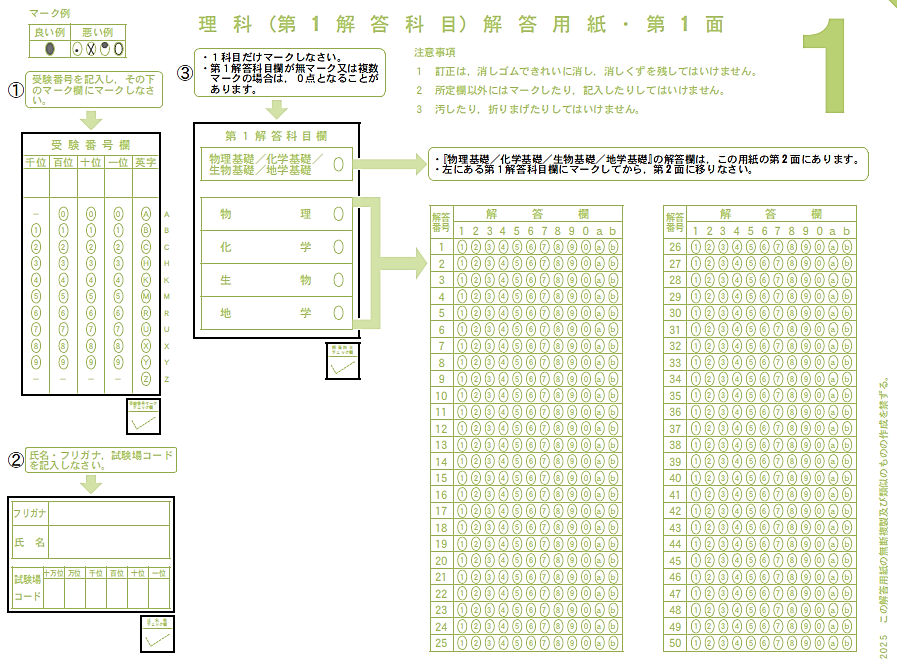 マーク例
良い例 悪い例
理科(第1解答科目)解答用紙・第1面
1
注意事項
1 訂正は，消しゴムできれいに消し，消しくずを残してはいけません。
2 所定欄以外にはマークしたり，記入したりしてはいけません。
3 汚したり，折りまげたりしてはいけません。
①
受験番号を記入し，その下
のマーク欄にマークしなさ
い。
受験番号欄
千位 百位 十位 一位 英字
－ 0 0 0 A A
1 1 1 1 B B
2 2 2 2 C C
3 3 3 3 H H
4 4 4 4 K K
5 5 5 5 M M
6 6 6 6 R R
7 7 7 7 U U
8 8 8 8 X X
9 9 9 9 Y Y
－ － － － Z Z
②
氏名・フリガナ，試験場コード
を記入しなさい。
フリガナ
氏名
試験場
コード
十万位 万位 千位 百位 十位 一位
③
・1科目だけマークしなさい。
・第1解答科目欄が無マーク又は複数
マークの場合は，0点となることが
あります。
第1解答科目欄
物理基礎／化学基礎／
生物基礎／地学基礎
物理
化学
生物
地学
・『物理基礎／化学基礎／生物基礎／地学基礎』の解答欄は，この用紙の第2面にあります。
・左にある第1解答科目欄にマークしてから，第2面に移りなさい。
解答
番号
解答欄
1 2 3 4 5 6 7 8 9 0 a b
1 1 2 3 4 5 6 7 8 9 0 a b
2 1 2 3 4 5 6 7 8 9 0 a b
3 1 2 3 4 5 6 7 8 9 0 a b
4 1 2 3 4 5 6 7 8 9 0 a b
5 1 2 3 4 5 6 7 8 9 0 a b
6 1 2 3 4 5 6 7 8 9 0 a b
7 1 2 3 4 5 6 7 8 9 0 a b
8 1 2 3 4 5 6 7 8 9 0 a b
9 1 2 3 4 5 6 7 8 9 0 a b
10 1 2 3 4 5 6 7 8 9 0 a b
11 1 2 3 4 5 6 7 8 9 0 a b
12 1 2 3 4 5 6 7 8 9 0 a b
13 1 2 3 4 5 6 7 8 9 0 a b
14 1 2 3 4 5 6 7 8 9 0 a b
15 1 2 3 4 5 6 7 8 9 0 a b
16 1 2 3 4 5 6 7 8 9 0 a b
17 1 2 3 4 5 6 7 8 9 0 a b
18 1 2 3 4 5 6 7 8 9 0 a b
19 1 2 3 4 5 6 7 8 9 0 a b
20 1 2 3 4 5 6 7 8 9 0 a b
21 1 2 3 4 5 6 7 8 9 0 a b
22 1 2 3 4 5 6 7 8 9 0 a b
23 1 2 3 4 5 6 7 8 9 0 a b
24 1 2 3 4 5 6 7 8 9 0 a b
25 1 2 3 4 5 6 7 8 9 0 a b
解答
番号
解答欄
1 2 3 4 5 6 7 8 9 0 a b
26 1 2 3 4 5 6 7 8 9 0 a b
27 1 2 3 4 5 6 7 8 9 0 a b
28 1 2 3 4 5 6 7 8 9 0 a b
29 1 2 3 4 5 6 7 8 9 0 a b
30 1 2 3 4 5 6 7 8 9 0 a b
31 1 2 3 4 5 6 7 8 9 0 a b
32 1 2 3 4 5 6 7 8 9 0 a b
33 1 2 3 4 5 6 7 8 9 0 a b
34 1 2 3 4 5 6 7 8 9 0 a b
35 1 2 3 4 5 6 7 8 9 0 a b
36 1 2 3 4 5 6 7 8 9 0 a b
37 1 2 3 4 5 6 7 8 9 0 a b
38 1 2 3 4 5 6 7 8 9 0 a b
39 1 2 3 4 5 6 7 8 9 0 a b
40 1 2 3 4 5 6 7 8 9 0 a b
41 1 2 3 4 5 6 7 8 9 0 a b
42 1 2 3 4 5 6 7 8 9 0 a b
43 1 2 3 4 5 6 7 8 9 0 a b
44 1 2 3 4 5 6 7 8 9 0 a b
45 1 2 3 4 5 6 7 8 9 0 a b
46 1 2 3 4 5 6 7 8 9 0 a b
47 1 2 3 4 5 6 7 8 9 0 a b
48 1 2 3 4 5 6 7 8 9 0 a b
49 1 2 3 4 5 6 7 8 9 0 a b
50 1 2 3 4 5 6 7 8 9 0 a b
2025 この解答用紙の無断複製及び類似のものの作成を禁ずる。